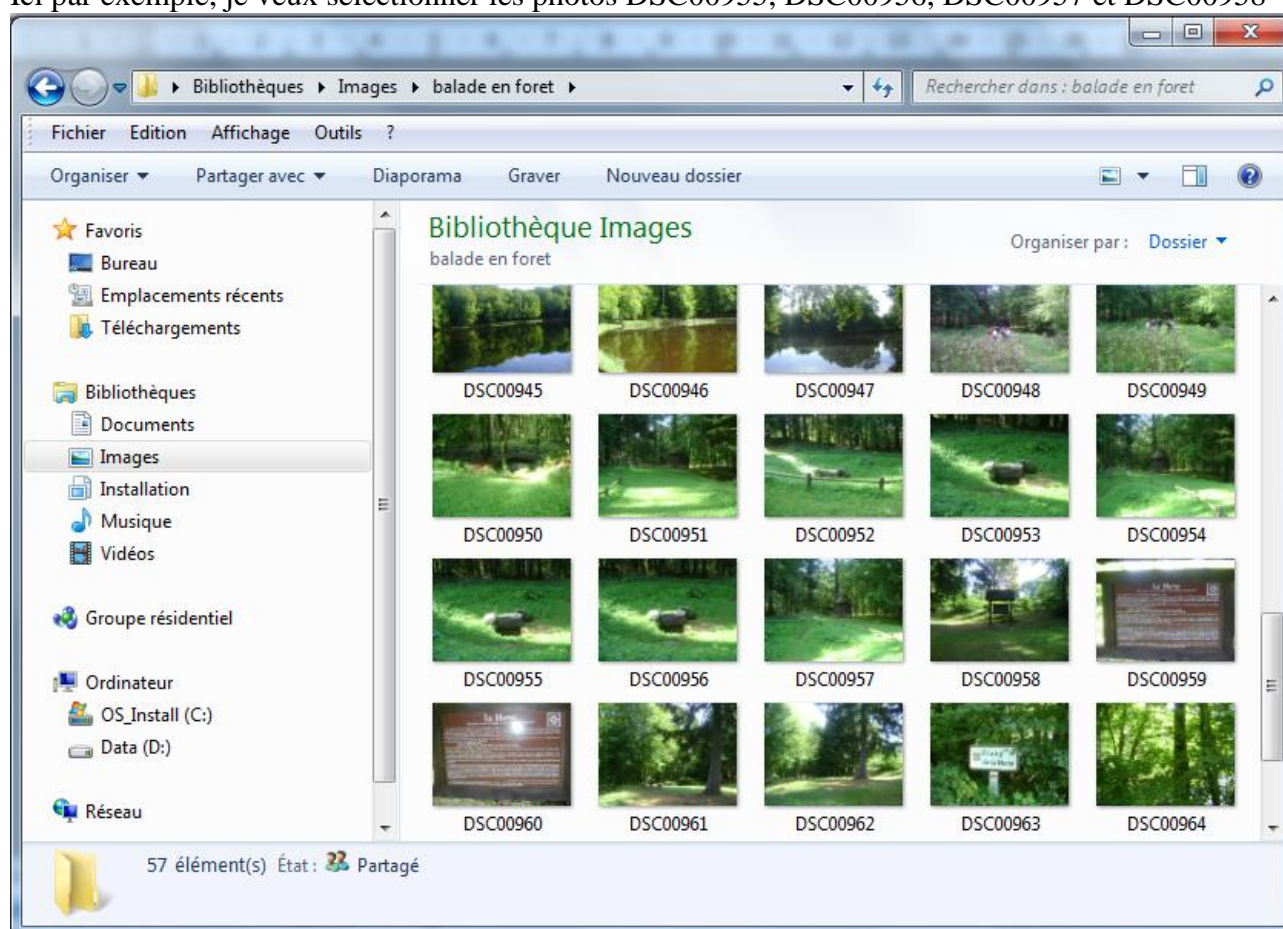 Ici par exemple, je veux sélectionner les photos DSC00955, DSC00956, DSC00957 et DSC00958
Bibliothèques Images balade en foret
Rechercher dans : balade en foret
Fichier Edition Affichage Outils ?
Organiser Partager avec Diaporama Graver Nouveau dossier
Favoris
Bureau
Emplacements récents
Téléchargements
Bibliothèques
Documents
Images
Installation
Musique
Vidéos
Groupe résidentiel
Ordinateur
OS_Install (C:)
Data (D:)
Réseau
Bibliothèque Images
balade en foret
Organiser par : Dossier
DSC00945 DSC00946 DSC00947 DSC00948 DSC00949
DSC00950 DSC00951 DSC00952 DSC00953 DSC00954
DSC00955 DSC00956 DSC00957 DSC00958 DSC00959
DSC00960 DSC00961 DSC00962 DSC00963 DSC00964
57 élément(s) État : Partagé